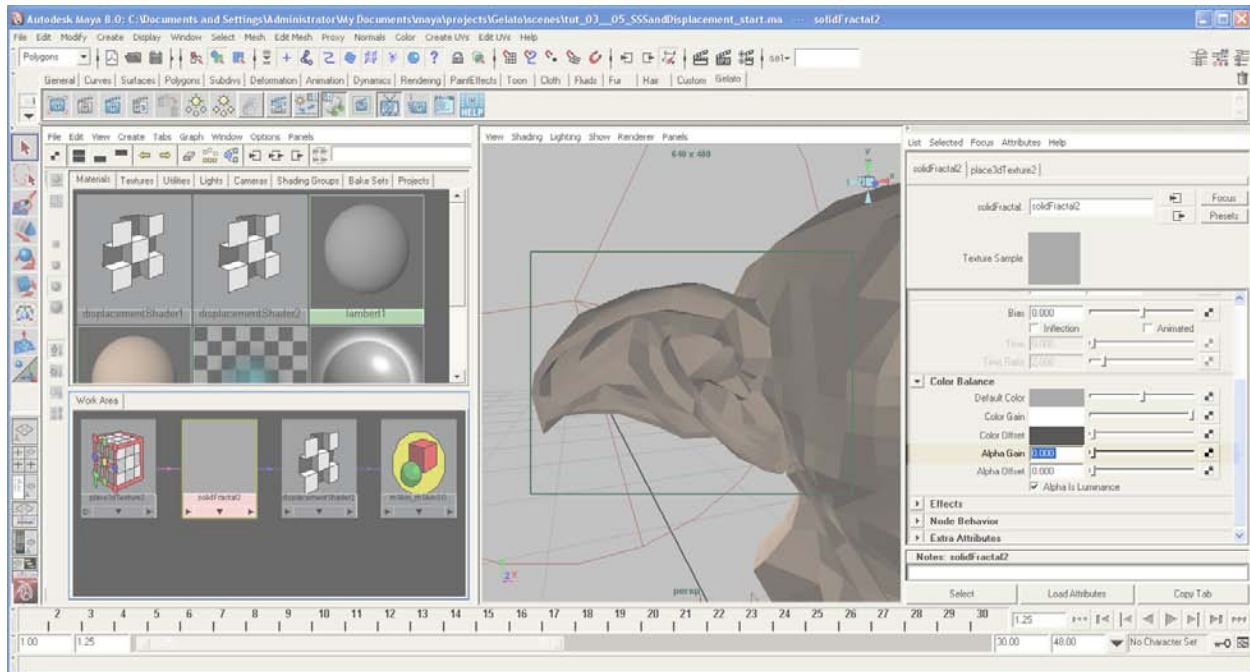 Autodesk Maya 8.0: C:\Documents and Settings\Administrator\My Documents\maya\projects\Gelato\scenes\tut_03__05_SSSandDisplacement_start.ma --- solidFractal2
File Edit Modify Create Display Window Select Mesh Edit Mesh Proxy Normals Color Create UVs Edit UVs Help
Polygons
sel-
General Curves Surfaces Polygons Subdivs Deformation Animation Dynamics Rendering PaintEffects Toon Cloth Fluids Fur Hair Custom Gelato
HELP
File Edit View Create Tabs Graph Window Options Panels
Materials Textures Utilities Lights Cameras Shading Groups Bake Sets Projects
displacementShader1 displacementShader2 lambert1
Work Area
place3dTexture2 solidFractal2 displacementShader2
View Shading Lighting Show Renderer Panels
640 x 480
persp
List Selected Focus Attributes Help
solidFractal2 place3dTexture2
solidFractal: solidFractal2
Focus
Presets
Texture Sample
Bias 0.000
Inflection Animated
Time 0.000
Time Ratio 2.000
Color Balance
Default Color
Color Gain
Color Offset
Alpha Gain 0.000
Alpha Offset 0.000
Alpha Is Luminance
Effects
Node Behavior
Extra Attributes
Notes: solidFractal2
Select Load Attributes Copy Tab
2 3 4 5 6 7 8 9 10 11 12 13 14 15 16 17 18 19 20 21 22 23 24 25 26 27 28 29 30
1.25
1.00 1.25 30.00 48.00 No Character Set